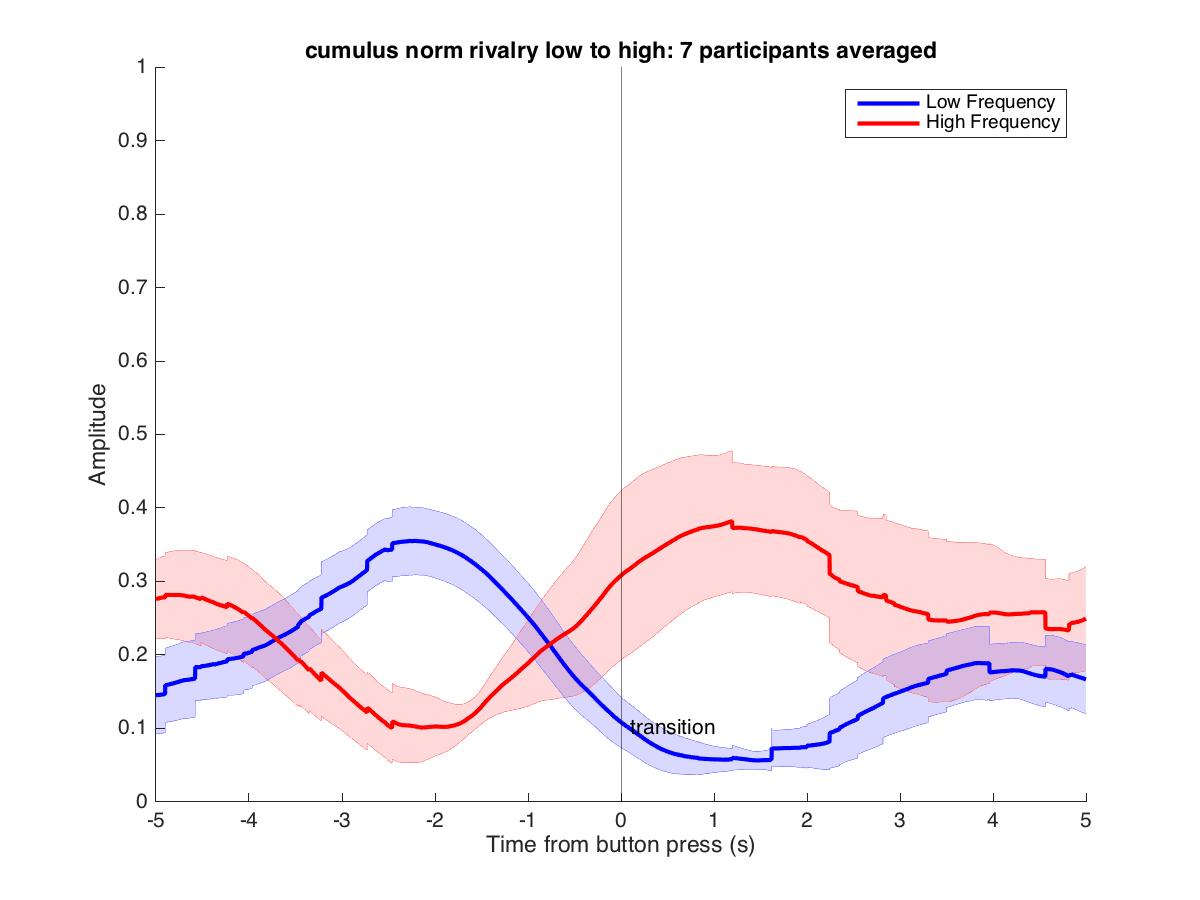 cumulus norm rivalry low to high: 7 participants averaged
1
0.9
0.8
0.7
0.6
0.5
0.4
0.3
0.2
0.1
0
Amplitude
Low Frequency
High Frequency
transition
-5 -4 -3 -2 -1 0 1 2 3 4 5
Time from button press (s)